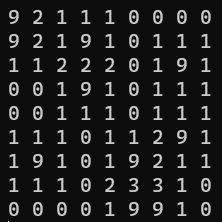 9 2 1 1 1 0 0 0 0
9 2 1 9 1 0 1 1 1
1 1 2 2 2 0 1 9 1
0 0 1 9 1 0 1 1 1
0 0 1 1 1 0 1 1 1
1 1 1 0 1 1 2 9 1
1 9 1 0 1 9 2 1 1
1 1 1 0 2 3 3 1 0
0 0 0 0 1 9 9 1 0